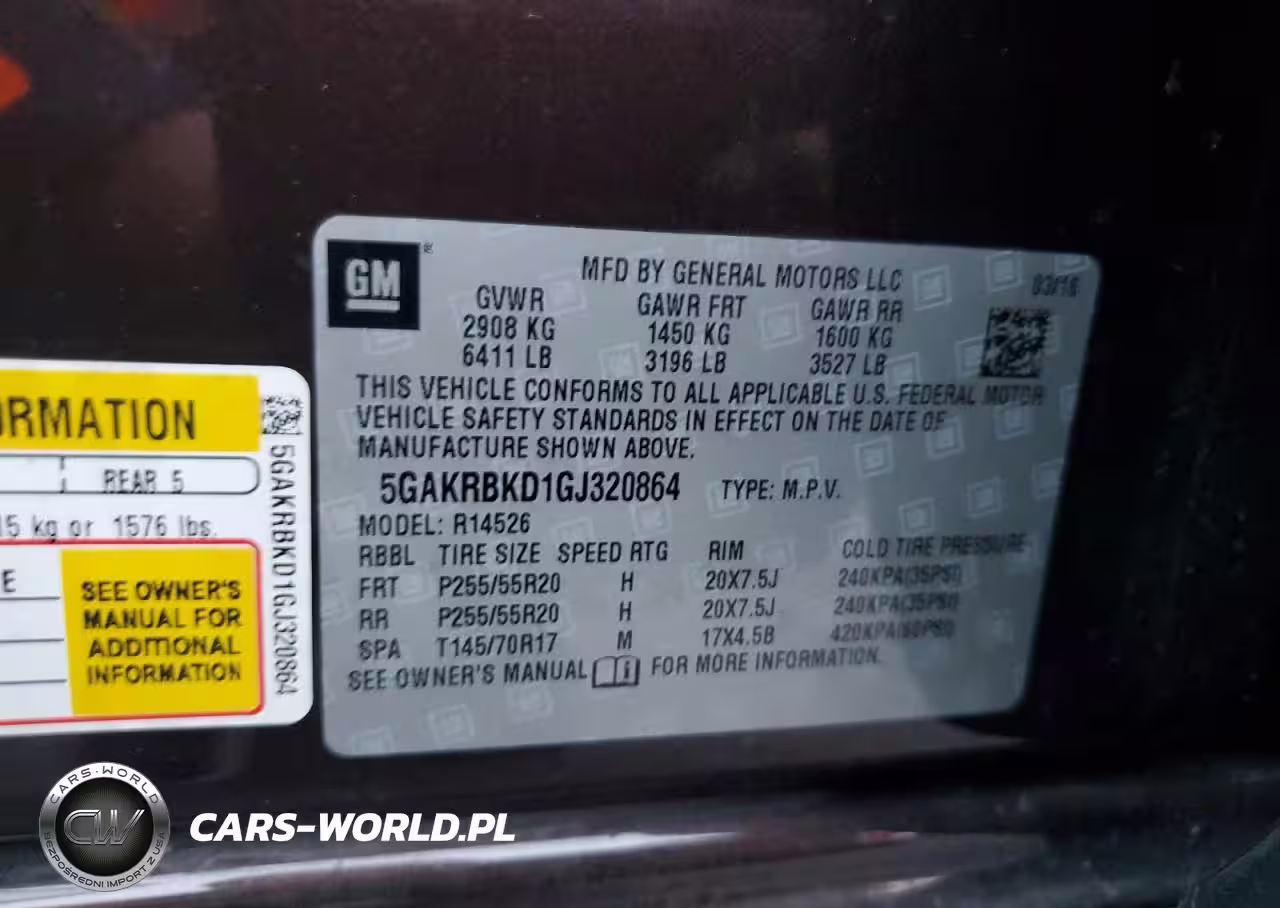 GM
®
MFD BY GENERAL MOTORS LLC
03/16
GVWR GAWR FRT GAWR RR
2908 KG 1450 KG 1600 KG
6411 LB 3196 LB 3527 LB
THIS VEHICLE CONFORMS TO ALL APPLICABLE U.S. FEDERAL MOTOR
VEHICLE SAFETY STANDARDS IN EFFECT ON THE DATE OF
MANUFACTURE SHOWN ABOVE.
5GAKRBKD1GJ320864 TYPE: M.P.V.
MODEL: R14526
RBBL TIRE SIZE SPEED RTG RIM COLD TIRE PRESSURE
FRT P255/55R20 H 20X7.5J 240KPA(35PSI)
RR P255/55R20 H 20X7.5J 240KPA(35PSI)
SPA T145/70R17 M 17X4.5B 420KPA(60PSI)
SEE OWNER'S MANUAL FOR MORE INFORMATION.
ORMATION
REAR 5
15 kg or 1576 lbs.
E
SEE OWNER'S
MANUAL FOR
ADDITIONAL
INFORMATION
5GAKRBKD1GJ320864
CARS-WORLD
CW
BEZPOŚREDNI IMPORT Z USA
CARS-WORLD.PL